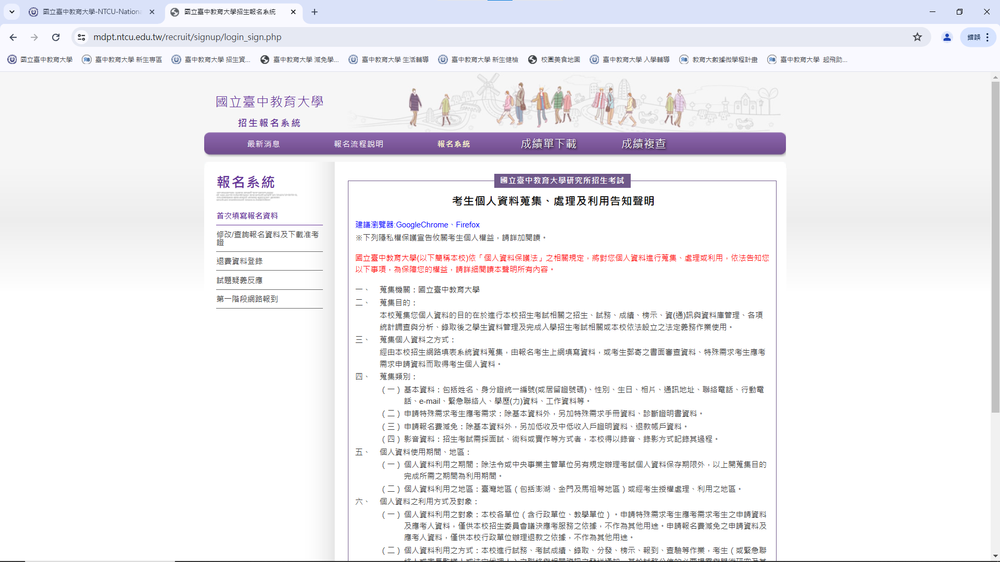 國立臺中教育大學-NTCU-Nationa
國立臺中教育大學招生報名系統
mdpt.ntcu.edu.tw/recruit/signup/login_sign.php
錯誤
國立臺中教育大學
臺中教育大學 新生專區
臺中教育大學 招生資...
臺中教育大學 減免學...
臺中教育大學 生活輔導
臺中教育大學 新生健檢
校園美食地圖
臺中教育大學 入學輔導
教育大數據微學程計畫
臺中教育大學 起飛助...
國立臺中教育大學
招生報名系統
最新消息
報名流程說明
報名系統
成績單下載
成績複查
報名系統
首次填寫報名資料
修改/查詢報名資料及下載准考
證
退費資料登錄
試題疑義反應
第一階段網路報到
國立臺中教育大學研究所招生考試
考生個人資料蒐集、處理及利用告知聲明
建議瀏覽器:GoogleChrome、Firefox
※下列隱私權保護宣告攸關考生個人權益，請詳加閱讀。
國立臺中教育大學(以下簡稱本校)依「個人資料保護法」之相關規定，將對您個人資料進行蒐集、處理或利用，依法告知您
以下事項，為保障您的權益，請詳細閱讀本聲明所有內容。
一、 蒐集機關：國立臺中教育大學
二、 蒐集目的：
本校蒐集您個人資料的目的在於進行本校招生考試相關之招生、試務、成績、榜示、資(通)訊與資料庫管理、各項
統計調查與分析、錄取後之學生資料管理及完成入學招生考試相關或本校依法設立之法定義務作業使用。
三、 蒐集個人資料之方式：
經由本校招生網路填表系統資料蒐集，由報名考生上網填寫資料，或考生郵寄之書面審查資料、特殊需求考生應考
需求申請資料而取得考生個人資料。
四、 蒐集類別：
（一）基本資料：包括姓名、身分證統一編號(或居留證號碼)、性別、生日、相片、通訊地址、聯絡電話、行動電
話、e-mail、緊急聯絡人、學歷(力)資料、工作資料等。
（二）申請特殊需求考生應考需求：除基本資料外，另加特殊需求手冊資料、診斷證明書資料。
（三）申請報名費減免：除基本資料外，另加低收及中低收入戶證明資料、退款帳戶資料。
（四）影音資料：招生考試需採面試、術科或實作等方式者，本校得以錄音、錄影方式記錄其過程。
五、 個人資料使用期間、地區：
（一）個人資料利用之期間：除法令或中央事業主管單位另有規定辦理考試個人資料保存期限外，以上開蒐集目的
完成所需之期間為利用期間。
（二）個人資料利用之地區：臺灣地區（包括澎湖、金門及馬祖等地區）或經考生授權處理、利用之地區。
六、 個人資料之利用方式及對象：
（一）個人資料利用之對象：本校各單位（含行政單位、教學單位）。申請特殊需求考生應考需求考生之申請資料
及應考人資料，僅供本校招生委員會議決應考服務之依據，不作為其他用途。申請報名費減免之申請資料及
應考人資料，僅供本校行政單位辦理退款之依據，不作為其他用途。
（二）個人資料利用之方式：本校進行試務、考試成績、錄取、分發、榜示、報到、查驗等作業，考生（或緊急聯